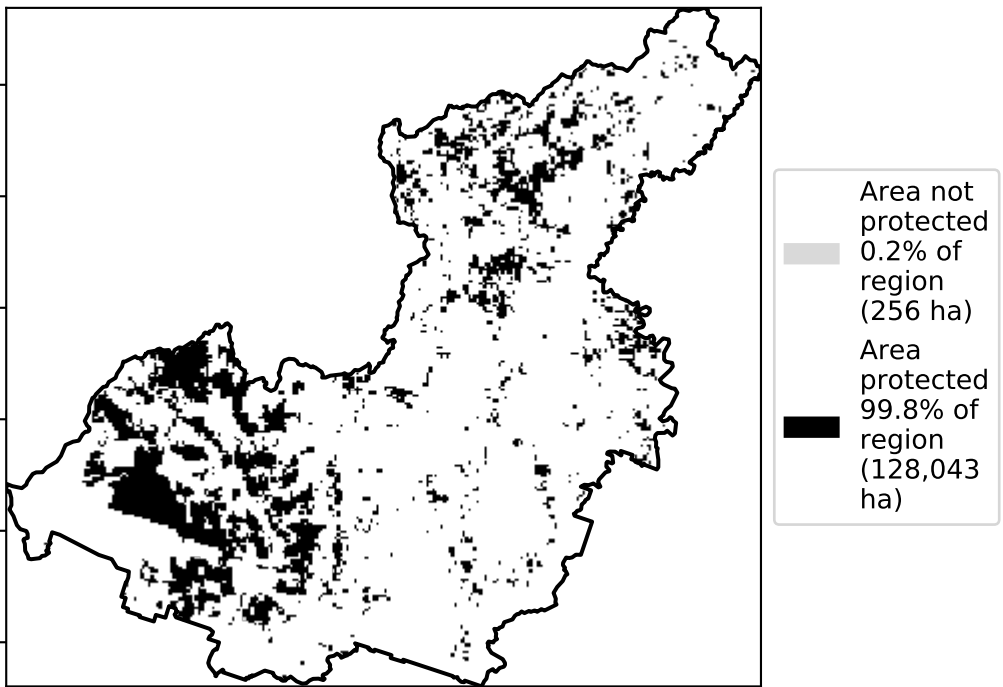 Area not
protected
0.2% of
region
(256 ha)
Area
protected
99.8% of
region
(128,043
ha)